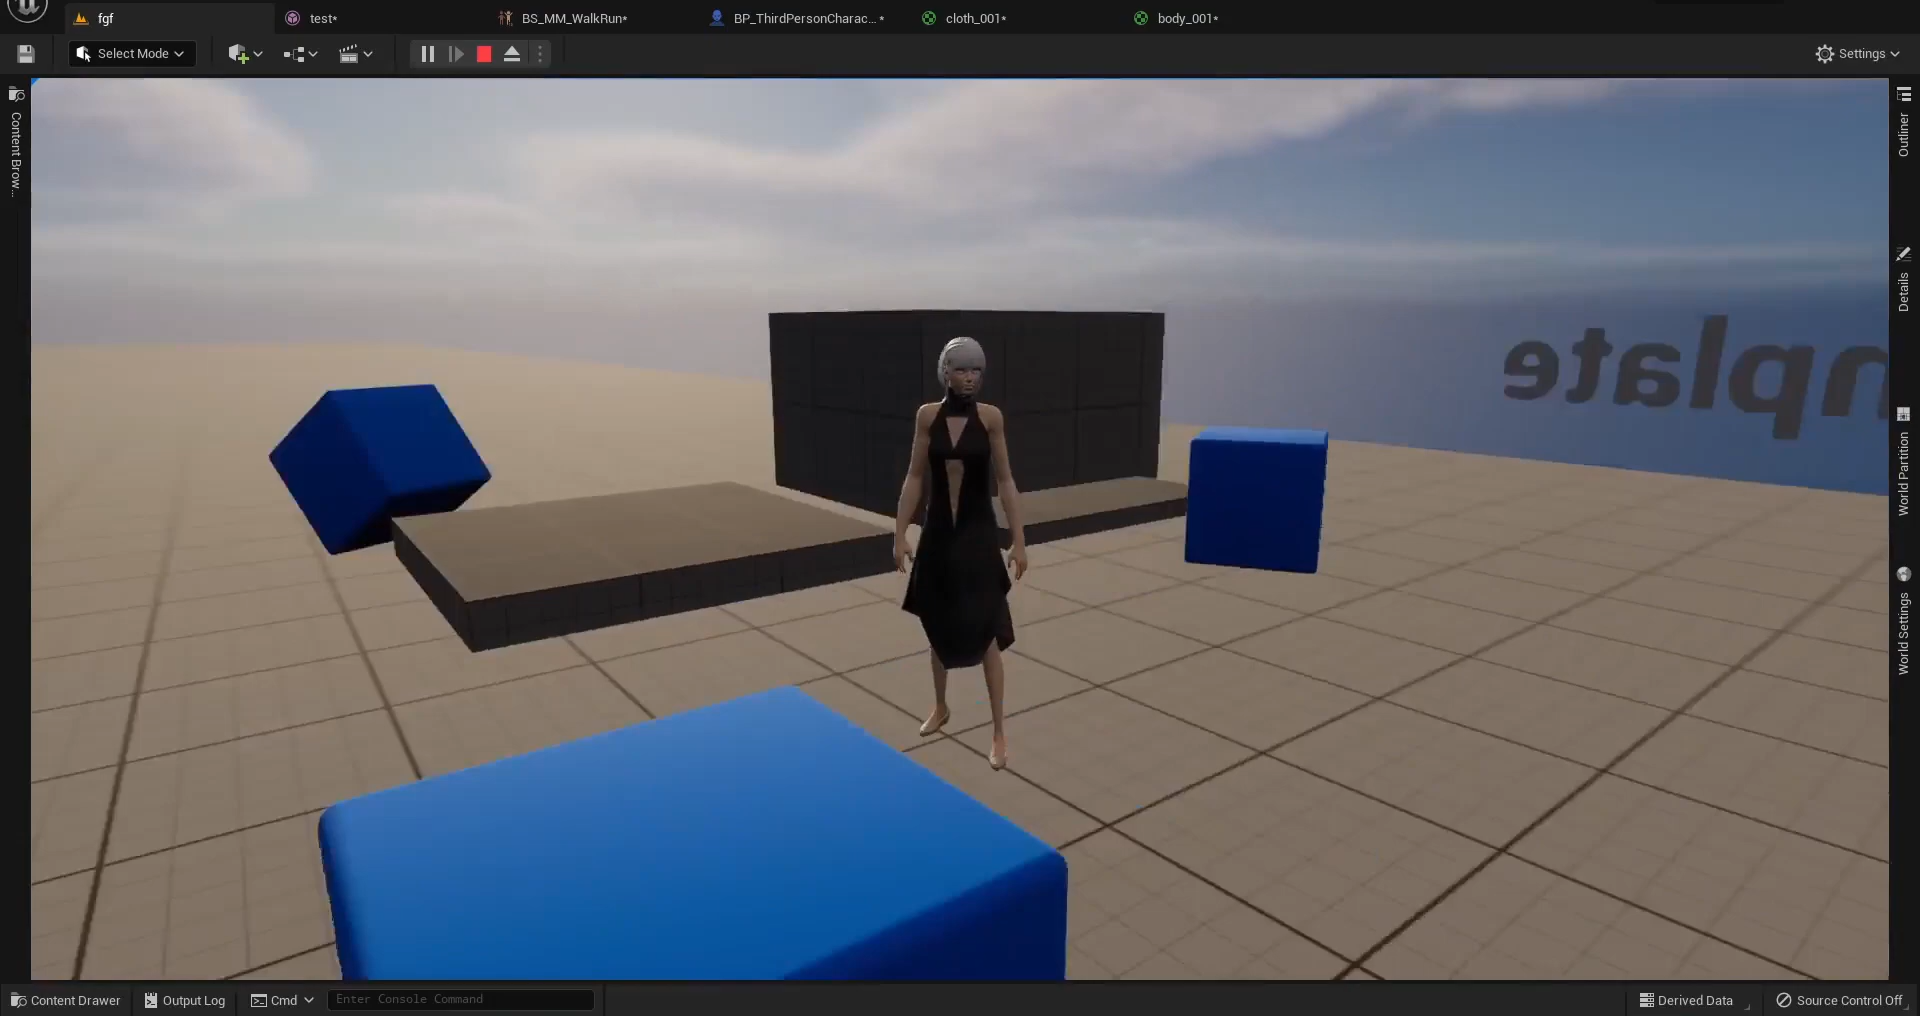 fgf
test*
BS_MM_WalkRun*
BP_ThirdPersonCharac...*
cloth_001*
body_001*
Select Mode
Settings
Content Brow...
Outliner
Details
World Partition
World Settings
mplate
Content Drawer
Output Log
Cmd
Enter Console Command
Derived Data
Source Control Off